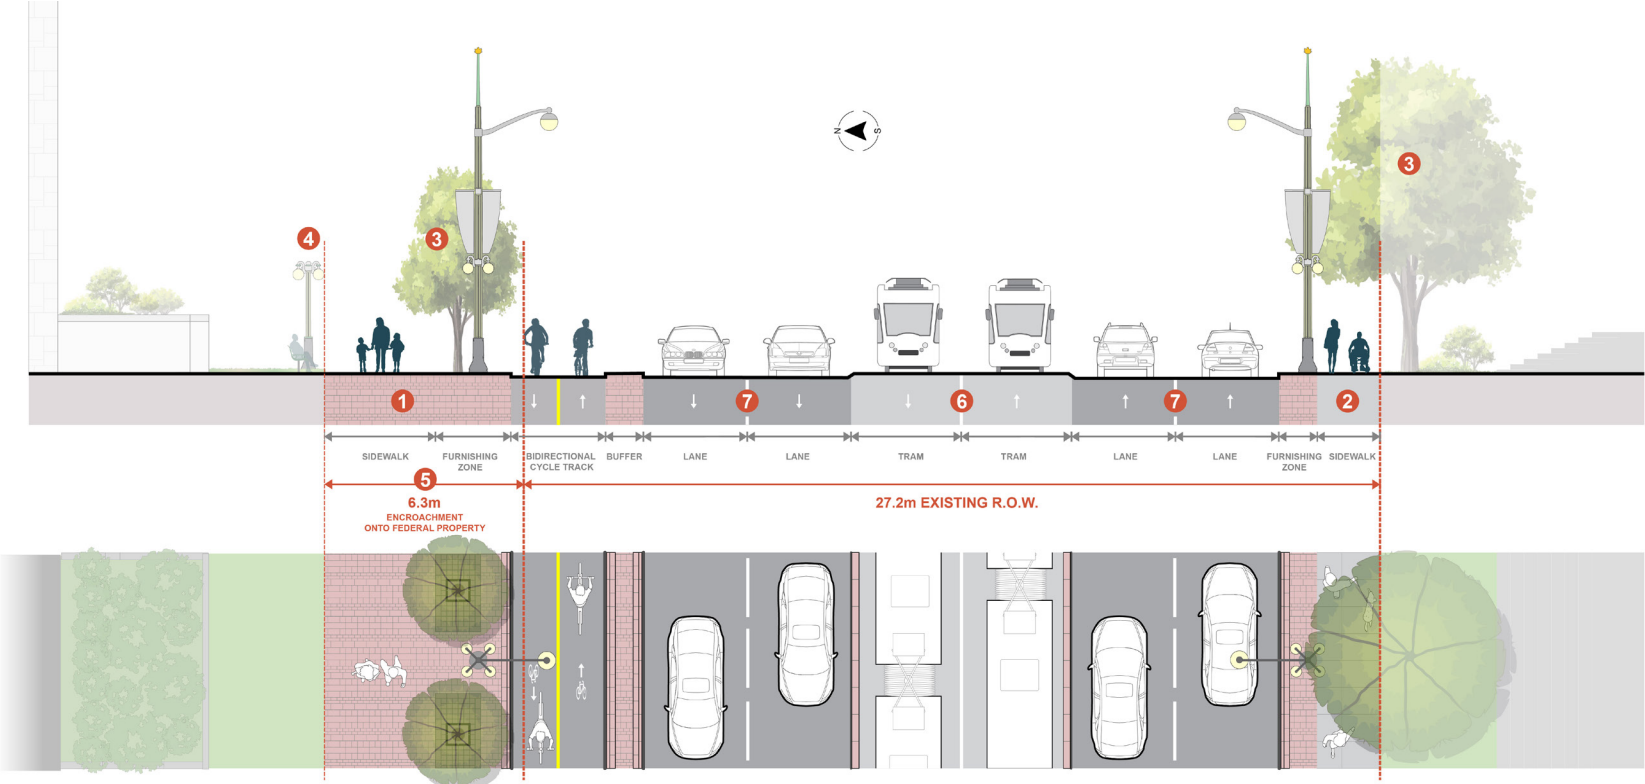 N S
3
4 3
1 7 6 7 2
SIDEWALK FURNISHING ZONE BIDIRECTIONAL CYCLE TRACK BUFFER LANE LANE TRAM TRAM LANE LANE FURNISHING ZONE SIDEWALK
5
6.3m 27.2m EXISTING R.O.W.
ENCROACHMENT
ONTO FEDERAL PROPERTY